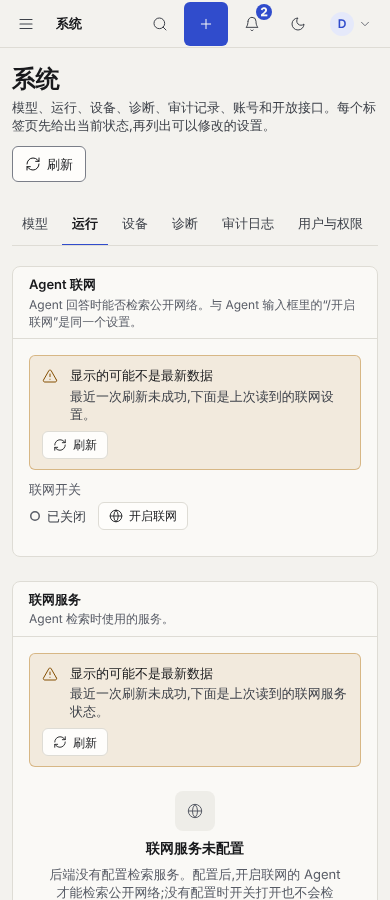 系统
2
D
系统
模型、运行、设备、诊断、审计记录、账号和开放接口。每个标
签页先给出当前状态,再列出可以修改的设置。
刷新
模型 运行 设备 诊断 审计日志 用户与权限
Agent 联网
Agent 回答时能否检索公开网络。与 Agent 输入框里的“/开启
联网”是同一个设置。
显示的可能不是最新数据
最近一次刷新未成功,下面是上次读到的联网设
置。
刷新
联网开关
已关闭 开启联网
联网服务
Agent 检索时使用的服务。
显示的可能不是最新数据
最近一次刷新未成功,下面是上次读到的联网服务
状态。
刷新
联网服务未配置
后端没有配置检索服务。配置后,开启联网的 Agent
才能检索公开网络;没有配置时开关打开也不会检